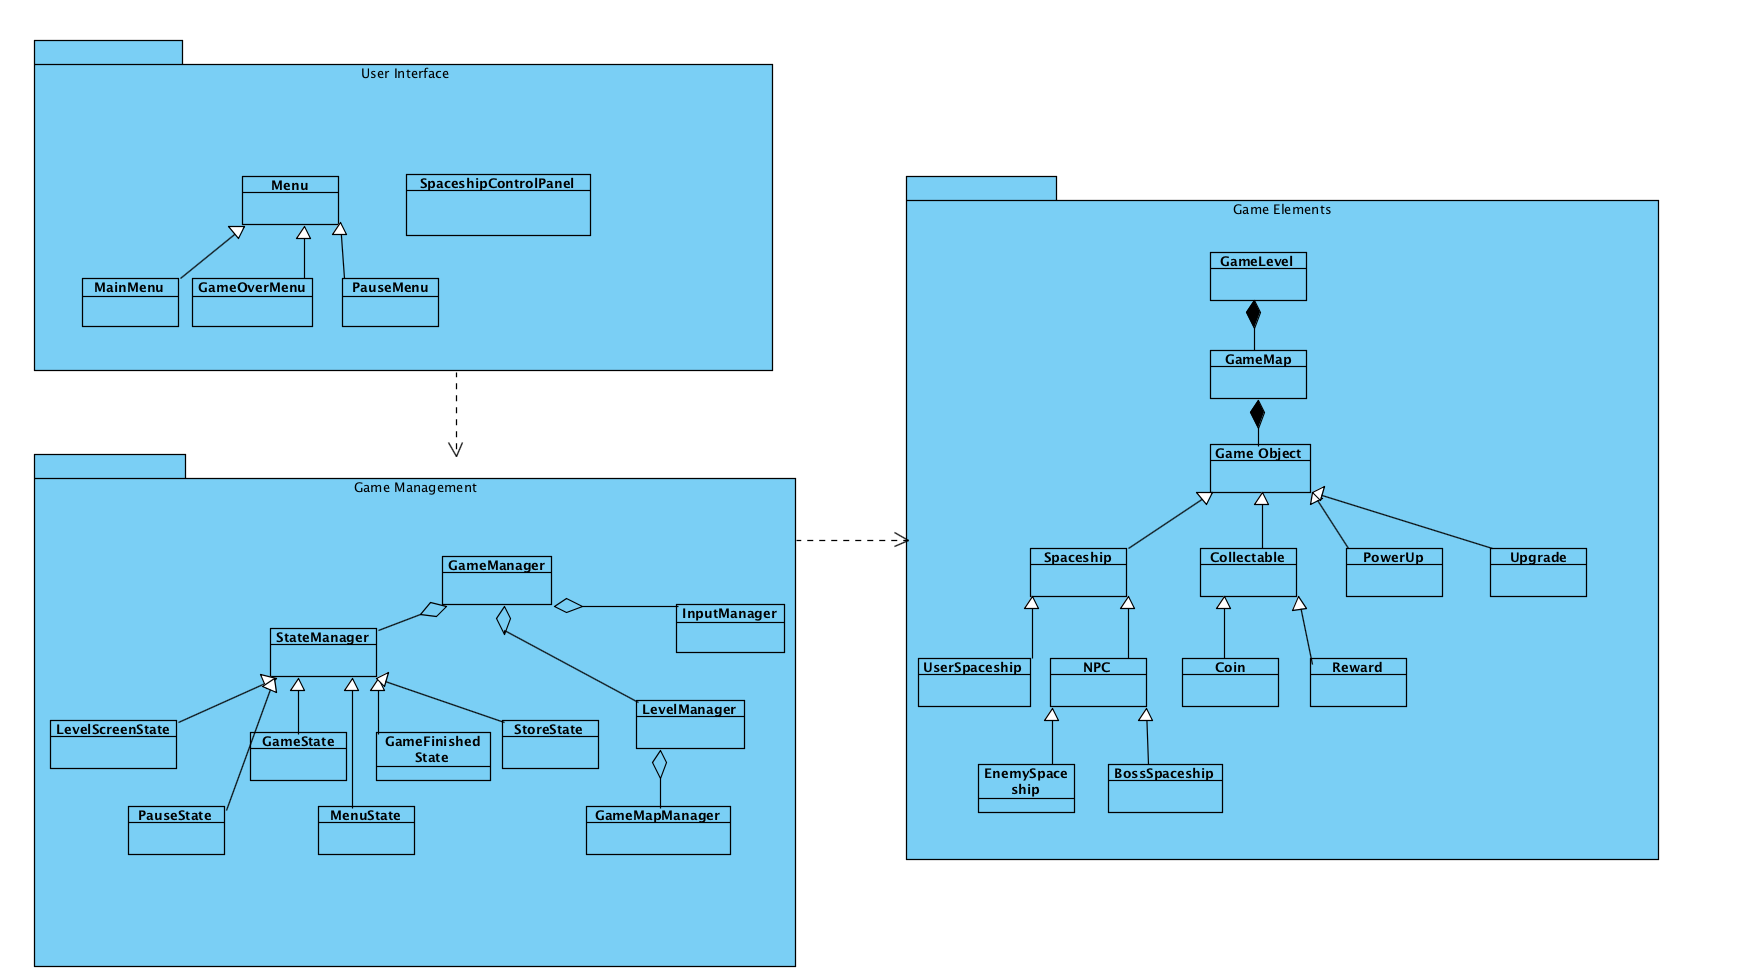 User Interface
Menu
SpaceshipControlPanel
MainMenu
GameOverMenu
PauseMenu
Game Management
GameManager
InputManager
StateManager
LevelManager
LevelScreenState
GameState
GameFinished
State
StoreState
PauseState
MenuState
GameMapManager
Game Elements
GameLevel
GameMap
Game Object
Spaceship
Collectable
PowerUp
Upgrade
UserSpaceship
NPC
Coin
Reward
EnemySpace
ship
BossSpaceship